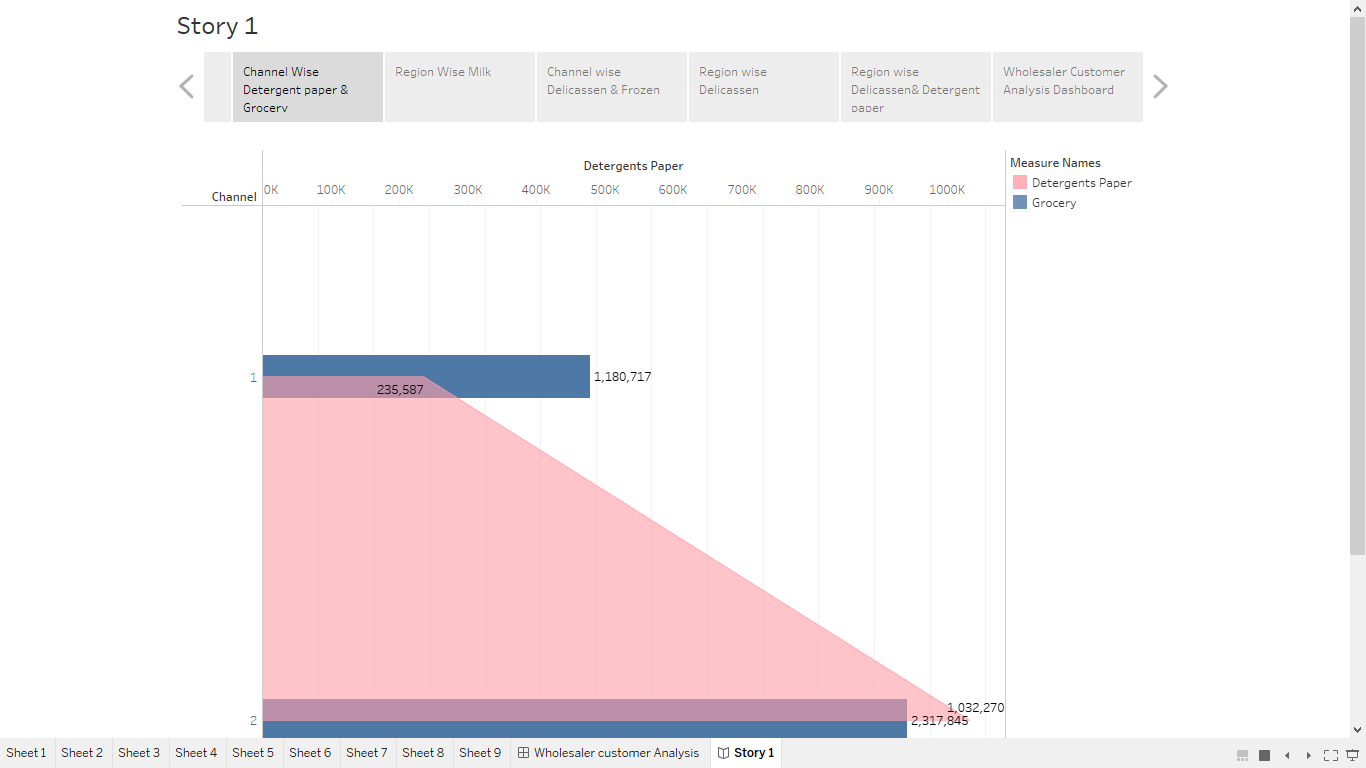 Story 1
Channel Wise
Detergent paper &
Grocery
Region Wise Milk
Channel wise
Delicassen & Frozen
Region wise
Delicassen
Region wise
Delicassen& Detergent
paper
Wholesaler Customer
Analysis Dashboard
Detergents Paper
0K 100K 200K 300K 400K 500K 600K 700K 800K 900K 1000K
Channel
Measure Names
Detergents Paper
Grocery
1
1,180,717
235,587
1,032,270
2
2,317,845
Sheet 1 Sheet 2 Sheet 3 Sheet 4 Sheet 5 Sheet 6 Sheet 7 Sheet 8 Sheet 9 Wholesaler customer Analysis Story 1